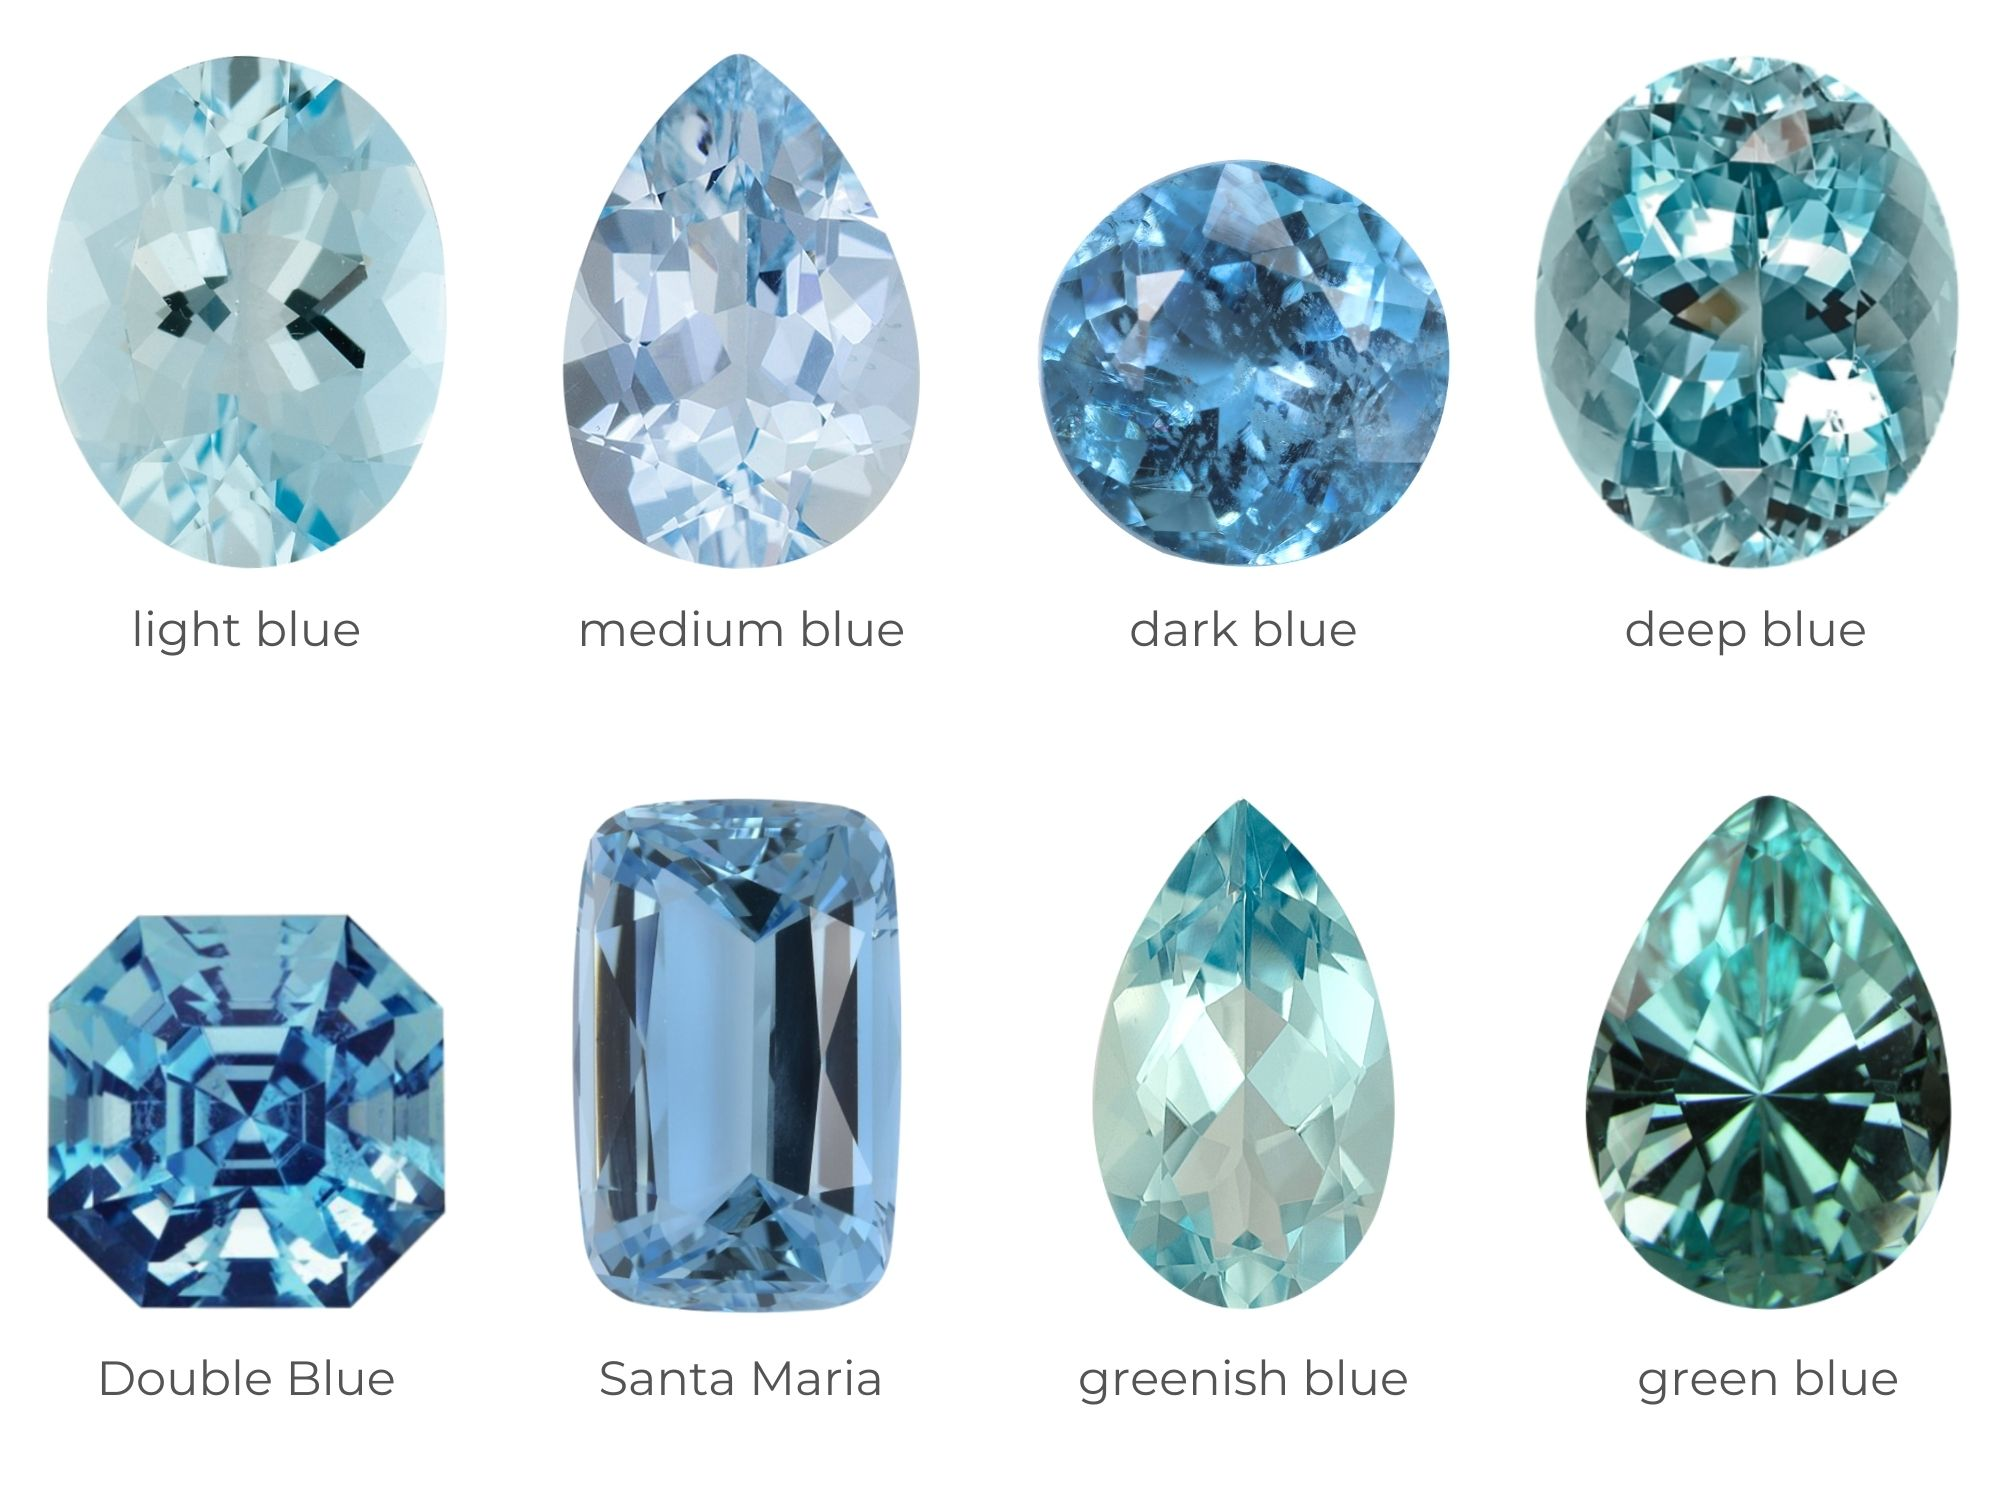 light blue
medium blue
dark blue
deep blue
Double Blue
Santa Maria
greenish blue
green blue